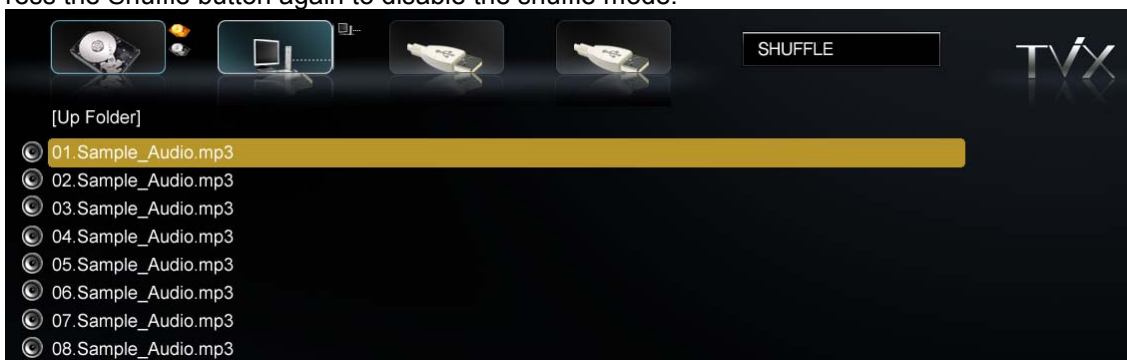 ress the Shuffle button again to disable the shuffle mode.
SHUFFLE
TViX
[Up Folder]
01.Sample_Audio.mp3
02.Sample_Audio.mp3
03.Sample_Audio.mp3
04.Sample_Audio.mp3
05.Sample_Audio.mp3
06.Sample_Audio.mp3
07.Sample_Audio.mp3
08.Sample_Audio.mp3